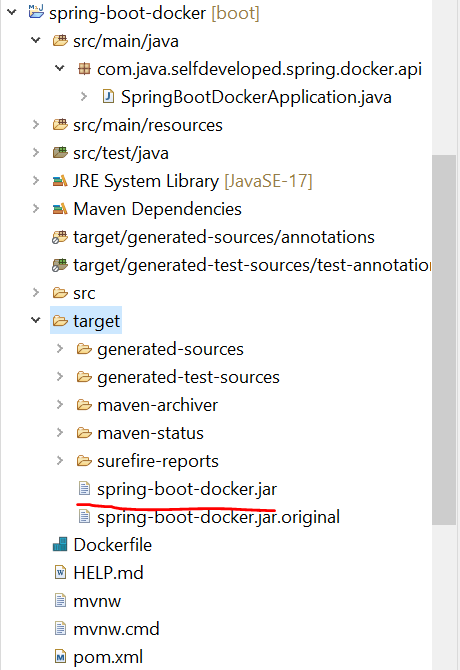 spring-boot-docker [boot]
src/main/java
com.java.selfdeveloped.spring.docker.api
SpringBootDockerApplication.java
src/main/resources
src/test/java
JRE System Library [JavaSE-17]
Maven Dependencies
target/generated-sources/annotations
target/generated-test-sources/test-annotation
src
target
generated-sources
generated-test-sources
maven-archiver
maven-status
surefire-reports
spring-boot-docker.jar
spring-boot-docker.jar.original
Dockerfile
HELP.md
mvnw
mvnw.cmd
pom.xml